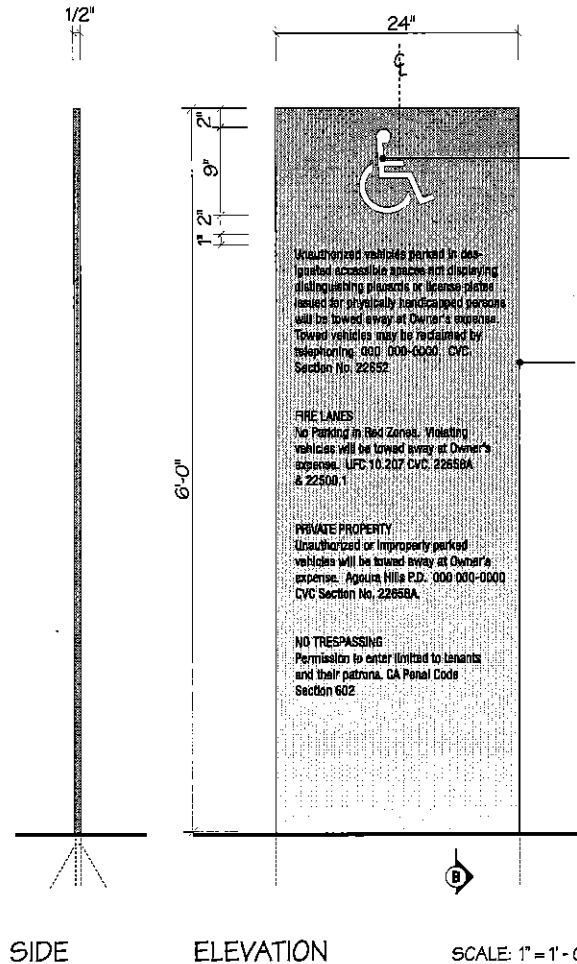 1/2"
24"
℄
2"
9"
2"
1"
6'-0"
Unauthorized vehicles parked in des-
ignated accessible spaces not displaying
distinguishing placards or license plates
issued for physically handicapped persons
will be towed away at Owner's expense.
Towed vehicles may be reclaimed by
telephoning 000 000-0000. CVC
Section No. 22652
FIRE LANES
No Parking in Red Zones. Violating
vehicles will be towed away at Owner's
expense. UFC 10.207 CVC, 22658A
& 22500.1
PRIVATE PROPERTY
Unauthorized or improperly parked
vehicles will be towed away at Owner's
expense. Agoura Hills P.D. 000 000-0000
CVC Section No. 22658A
NO TRESPASSING
Permission to enter limited to tenants
and their patrons. CA Penal Code
Section 602
B
SIDE
ELEVATION
SCALE: 1" = 1' - 0